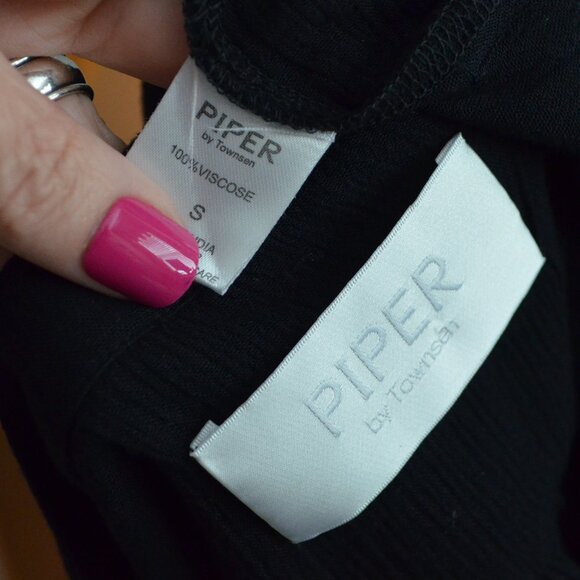 PIPER
by Townsen
100% VISCOSE
S
PIPER
by Townsen